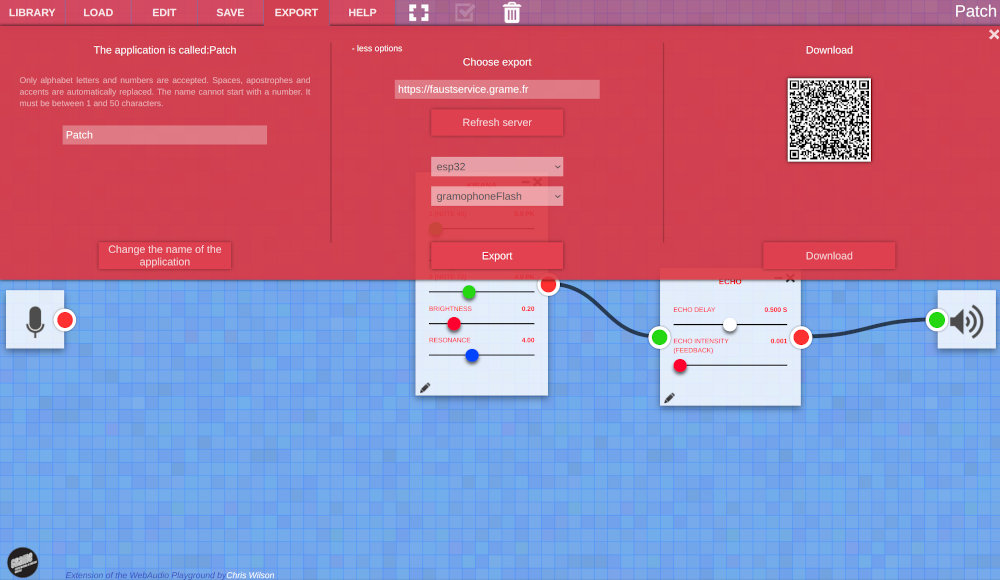 LIBRARY LOAD EDIT SAVE EXPORT HELP Patch
The application is called:Patch
Only alphabet letters and numbers are accepted. Spaces, apostrophes and
accents are automatically replaced. The name cannot start with a number. It
must be between 1 and 50 characters.
Patch
Change the name of the
application
- less options
Choose export
https://faustservice.grame.fr
Refresh server
esp32
gramophoneFlash
Export
Download
Download
BRIGHTNESS 0.20
RESONANCE 4.00
ECHO
ECHO DELAY 0.500 S
ECHO INTENSITY 0.001
(FEEDBACK)
GRAME
Extension of the WebAudio Playground by Chris Wilson